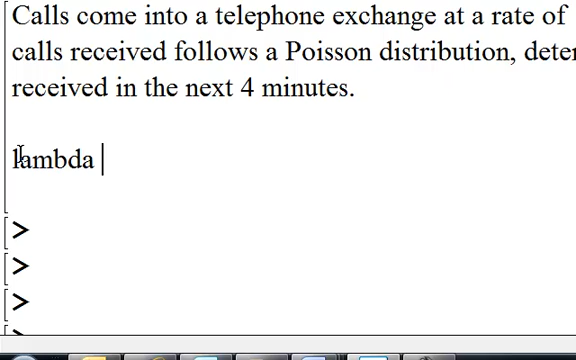 Calls come into a telephone exchange at a rate of
calls received follows a Poisson distribution,
received in the next 4 minutes.
lambda
>
>
>